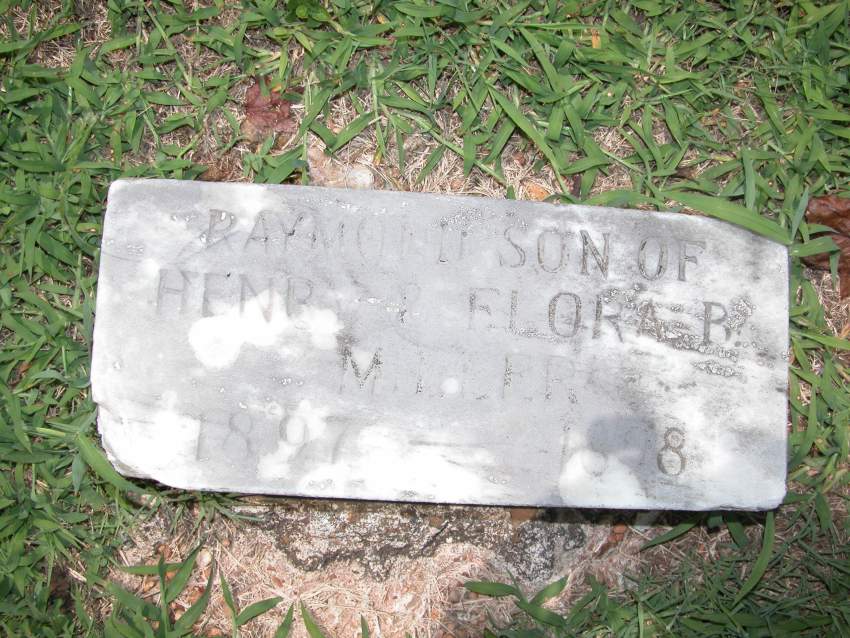 RAYMOND SON OF
HENRY & FLORA B.
MILLER
1897 1898